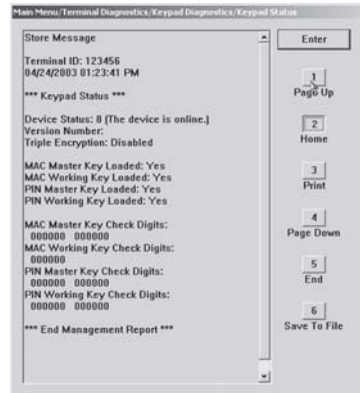 Main Menu/Terminal Diagnostics/Keypad Diagnostics/Keypad Status
Store Message
Terminal ID: 123456
04/24/2003 01:23:41 PM
*** Keypad Status ***
Device Status: 8 (The device is online.)
Version Number:
Triple Encryption: Disabled
MAC Master Key Loaded: Yes
MAC Working Key Loaded: Yes
PIN Master Key Loaded: Yes
PIN Working Key Loaded: Yes
MAC Master Key Check Digits:
000000 000000
MAC Working Key Check Digits:
000000
PIN Master Key Check Digits:
000000 000000
PIN Working Key Check Digits:
000000 000000
*** End Management Report ***
Enter
1
Page Up
2
Home
3
Print
4
Page Down
5
End
6
Save To File